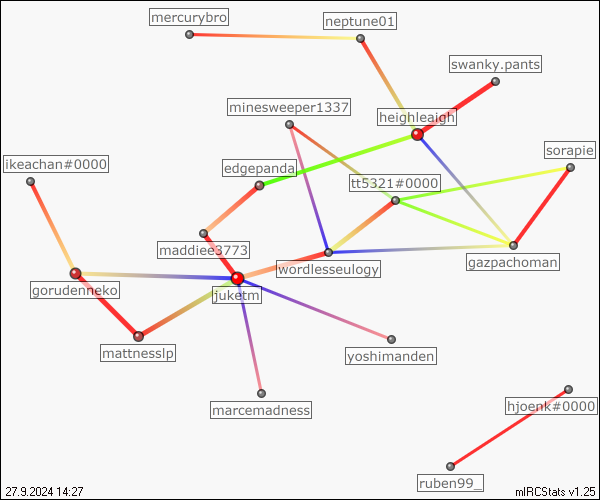 mercurybro
neptune01
swanky.pants
minesweeper1337
heighleaigh
sorapie
ikeachan#0000
edgepanda
tt5321#0000
maddiee3773
gazpachoman
wordlesseulogy
gorudenneko
juketm
mattnesslp
yoshimanden
marcemadness
hjoenk#0000
ruben99_
27.9.2024 14:27
mIRCStats v1.25